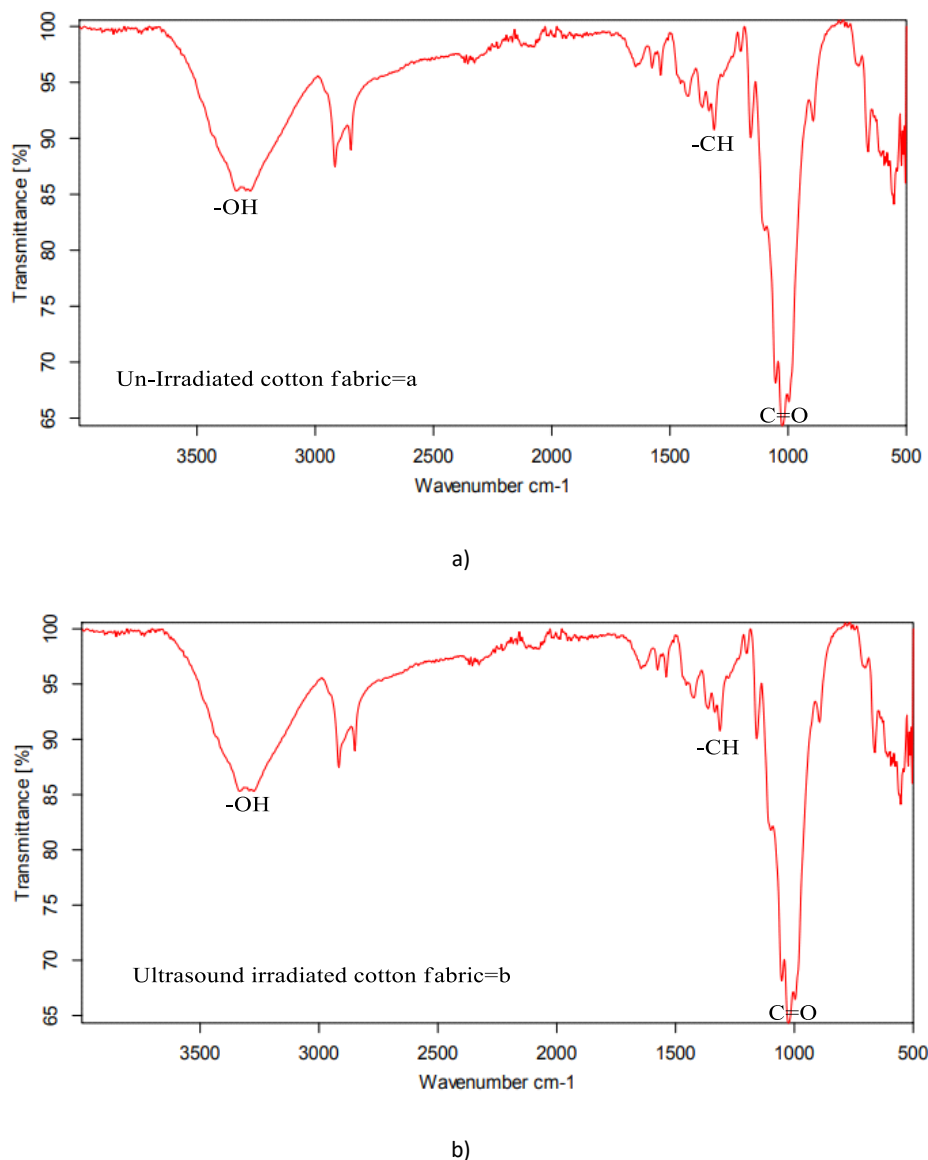 100
95
90
85
80
75
70
65
Transmittance [%]
-OH
-CH
C=O
Un-Irradiated cotton fabric=a
3500 3000 2500 2000 1500 1000 500
Wavenumber cm-1
a)
100
95
90
85
80
75
70
65
Transmittance [%]
-OH
-CH
C=O
Ultrasound irradiated cotton fabric=b
3500 3000 2500 2000 1500 1000 500
Wavenumber cm-1
b)